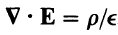 ∇ · E = ρ/ϵ